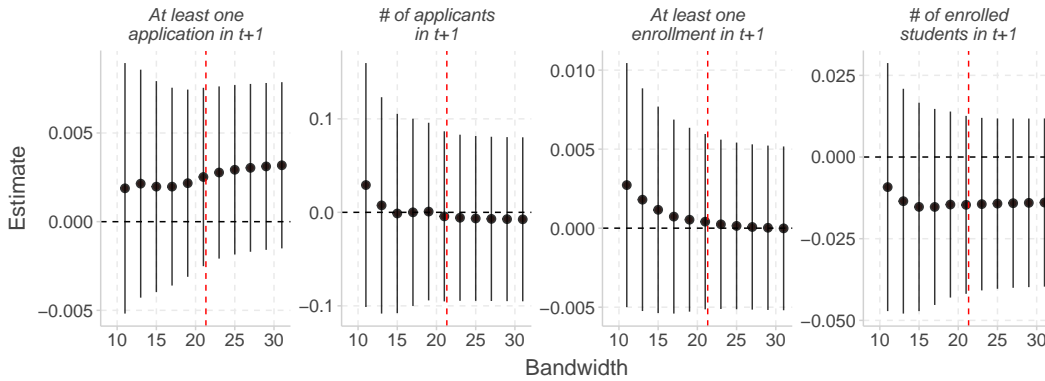 At least one
application in t+1
# of applicants
in t+1
At least one
enrollment in t+1
# of enrolled
students in t+1
Estimate
0.005
0.000
−0.005
0.1
0.0
−0.1
0.010
0.005
0.000
−0.005
0.025
0.000
−0.025
−0.050
10 15 20 25 30
10 15 20 25 30
10 15 20 25 30
10 15 20 25 30
Bandwidth